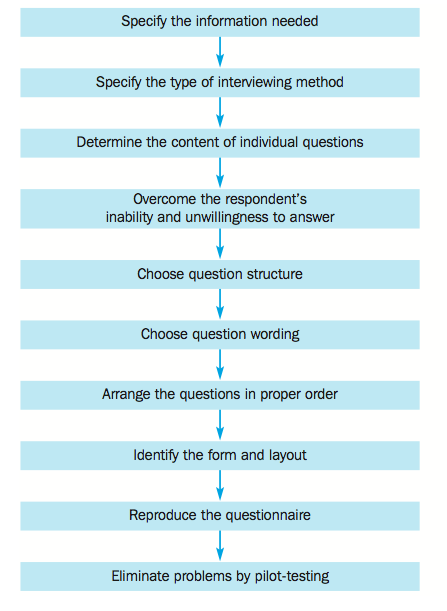 Specify the information needed
Specify the type of interviewing method
Determine the content of individual questions
Overcome the respondent’s
inability and unwillingness to answer
Choose question structure
Choose question wording
Arrange the questions in proper order
Identify the form and layout
Reproduce the questionnaire
Eliminate problems by pilot-testing